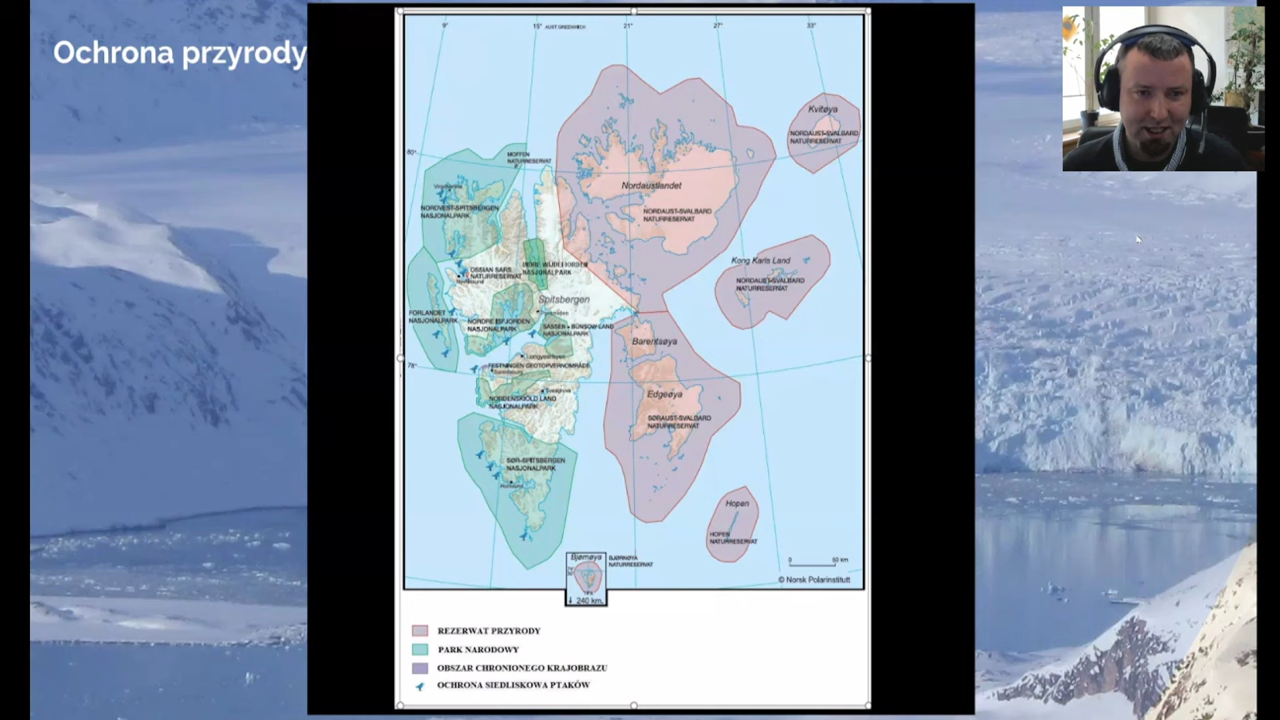 Ochrona przyrody
9°
15°
AUST GREENWICH
21°
27°
33°
Kvitøya
NORDAUST-SVALBARD
NATURRESERVAT
80°
MOFFEN
NATURRESERVAT
Nordaustlandet
NORDVEST-SPITSBERGEN
NASJONALPARK
NORDAUST-SVALBARD
NATURRESERVAT
Kong Karls Land
OSSIAN SARS
NATURRESERVAT
INDRE WIJDEFJORDEN
NASJONALPARK
NORDAUST-SVALBARD
NATURRESERVAT
Spitsbergen
FORLANDET
NASJONALPARK
NORDRE ISFJORDEN
NASJONALPARK
SASSEN - BÜNSOW LAND
NASJONALPARK
Barentsøya
Longyearbyen
78°
FESTNINGEN GEOTOPVERNOMRÅDE
Barentsburg
Edgeøya
NORDENSKIÖLD LAND
NASJONALPARK
SØRAUST-SVALBARD
NATURRESERVAT
SØR-SPITSBERGEN
NASJONALPARK
Hornsund
Hopen
HOPEN
NATURRESERVAT
Bjørnøya
BJØRNØYA
NATURRESERVAT
240 km.
0
50 km
© Norsk Polarinstitutt
REZERWAT PRZYRODY
PARK NARODOWY
OBSZAR CHRONIONEGO KRAJOBRAZU
OCHRONA SIEDLISKOWA PTAKÓW